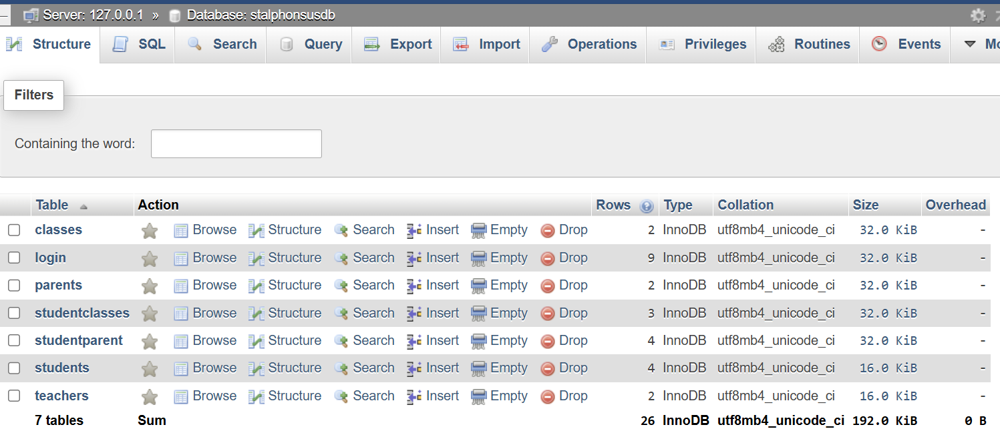 Server: 127.0.0.1 » Database: stalphonsusdb
Structure SQL Search Query Export Import Operations Privileges Routines Events
Filters
Containing the word:
Table Action Rows Type Collation Size Overhead
classes Browse Structure Search Insert Empty Drop 2 InnoDB utf8mb4_unicode_ci 32.0 KiB -
login Browse Structure Search Insert Empty Drop 9 InnoDB utf8mb4_unicode_ci 32.0 KiB -
parents Browse Structure Search Insert Empty Drop 2 InnoDB utf8mb4_unicode_ci 32.0 KiB -
studentclasses Browse Structure Search Insert Empty Drop 3 InnoDB utf8mb4_unicode_ci 32.0 KiB -
studentparent Browse Structure Search Insert Empty Drop 4 InnoDB utf8mb4_unicode_ci 32.0 KiB -
students Browse Structure Search Insert Empty Drop 4 InnoDB utf8mb4_unicode_ci 16.0 KiB -
teachers Browse Structure Search Insert Empty Drop 2 InnoDB utf8mb4_unicode_ci 16.0 KiB -
7 tables Sum 26 InnoDB utf8mb4_unicode_ci 192.0 KiB 0 B